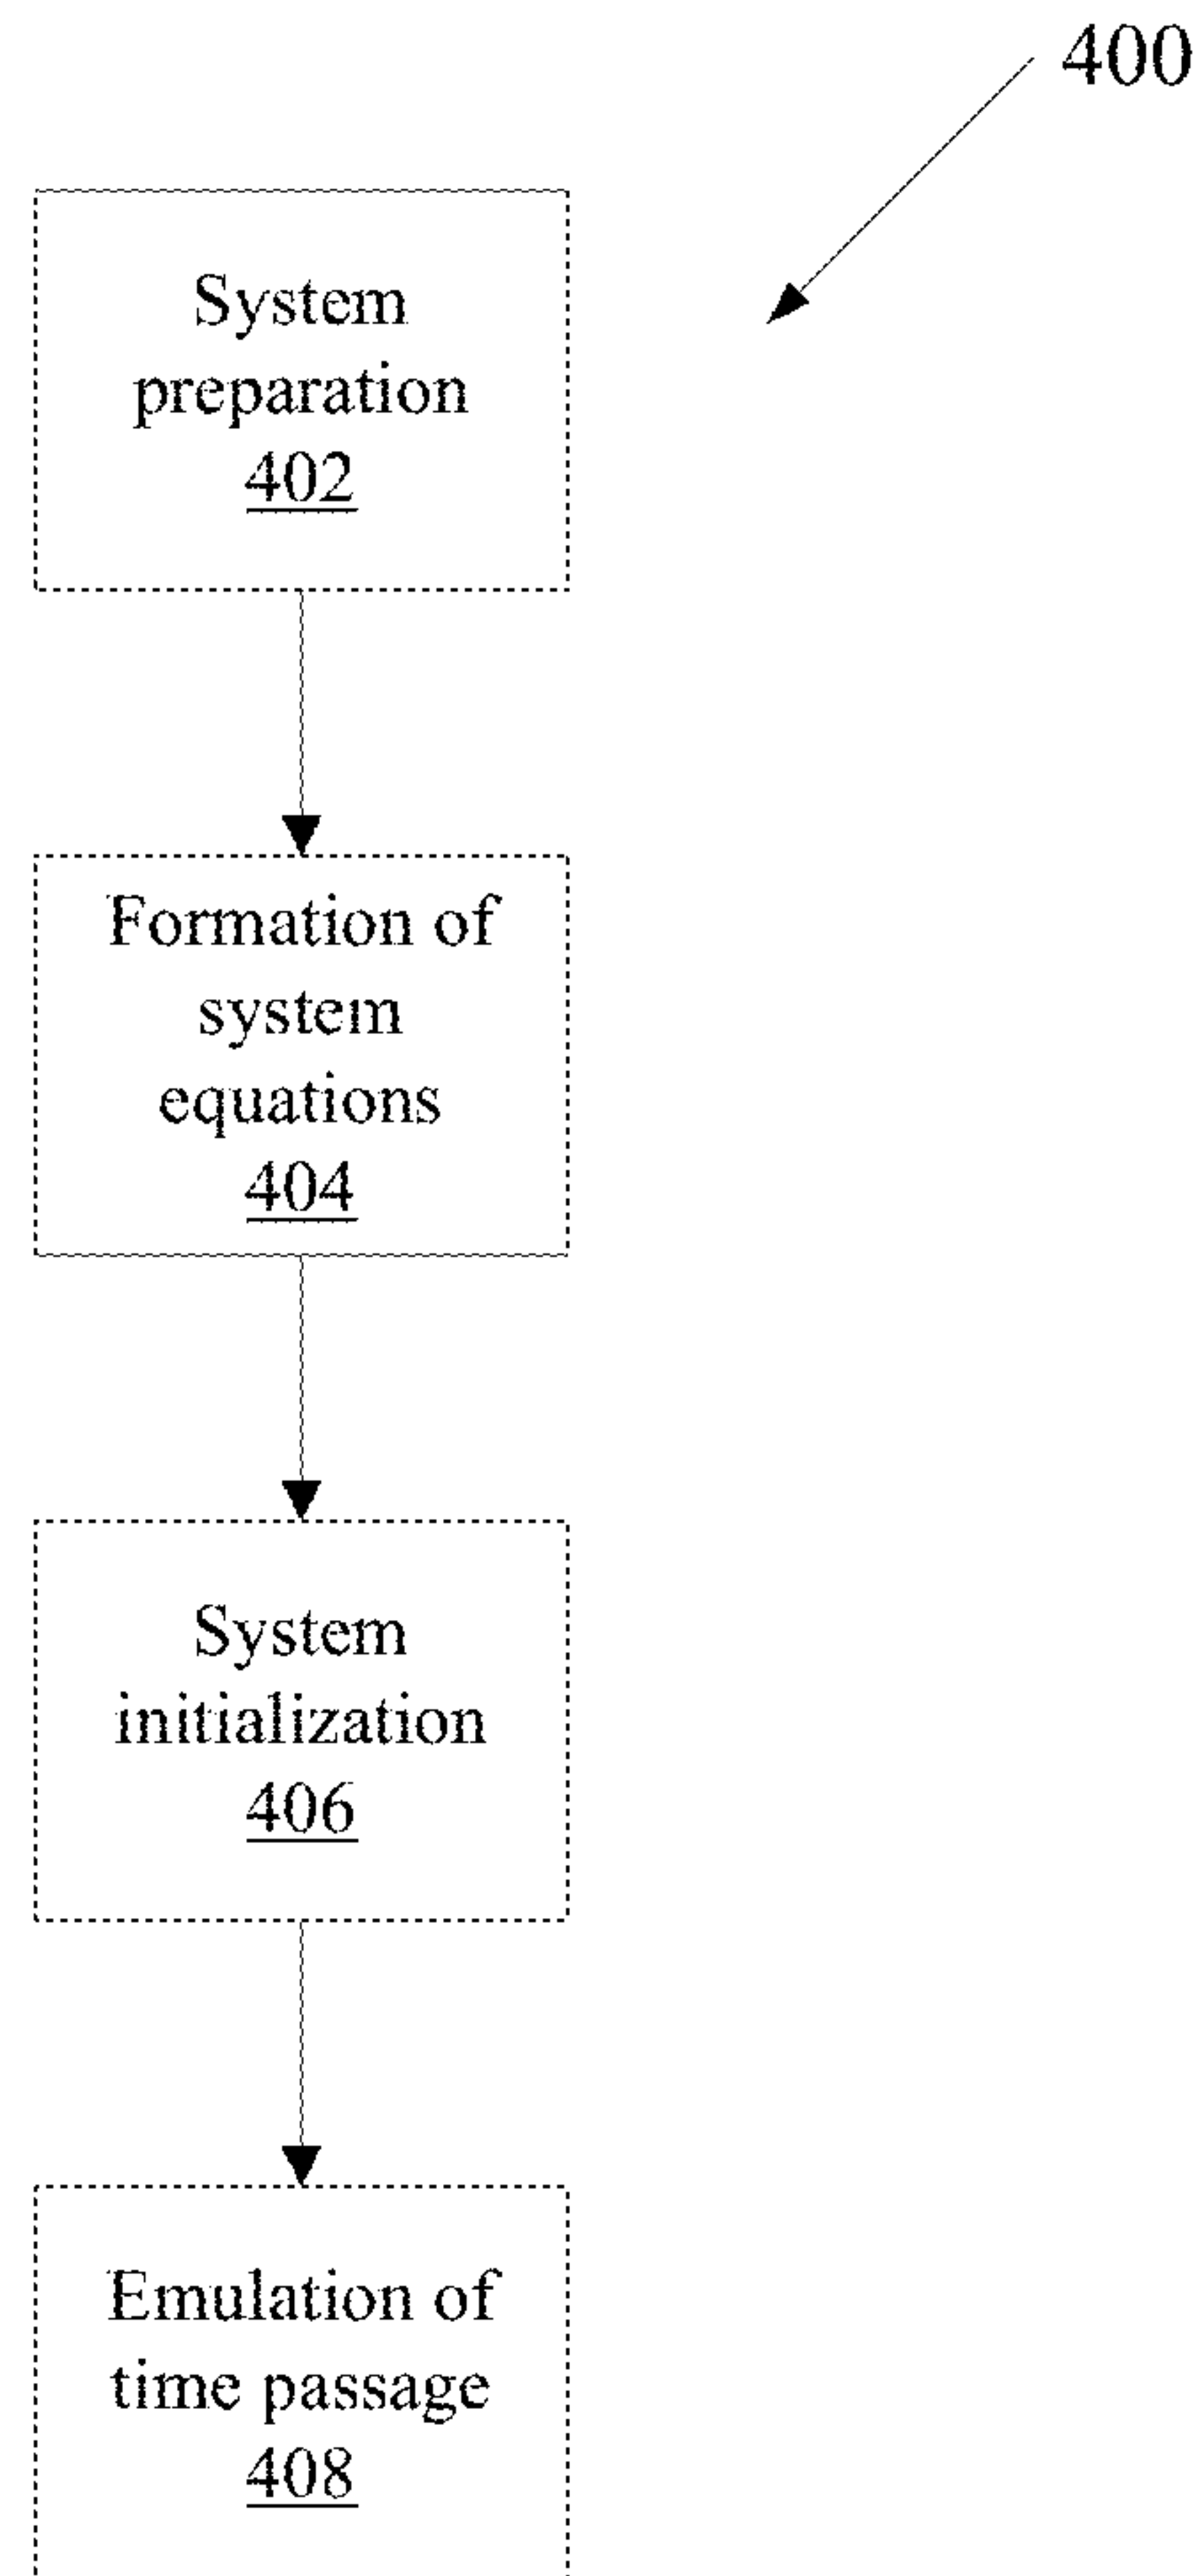 400
System
preparation
402
Formation of
system
equations
404
System
initialization
406
Emulation of
time passage
408